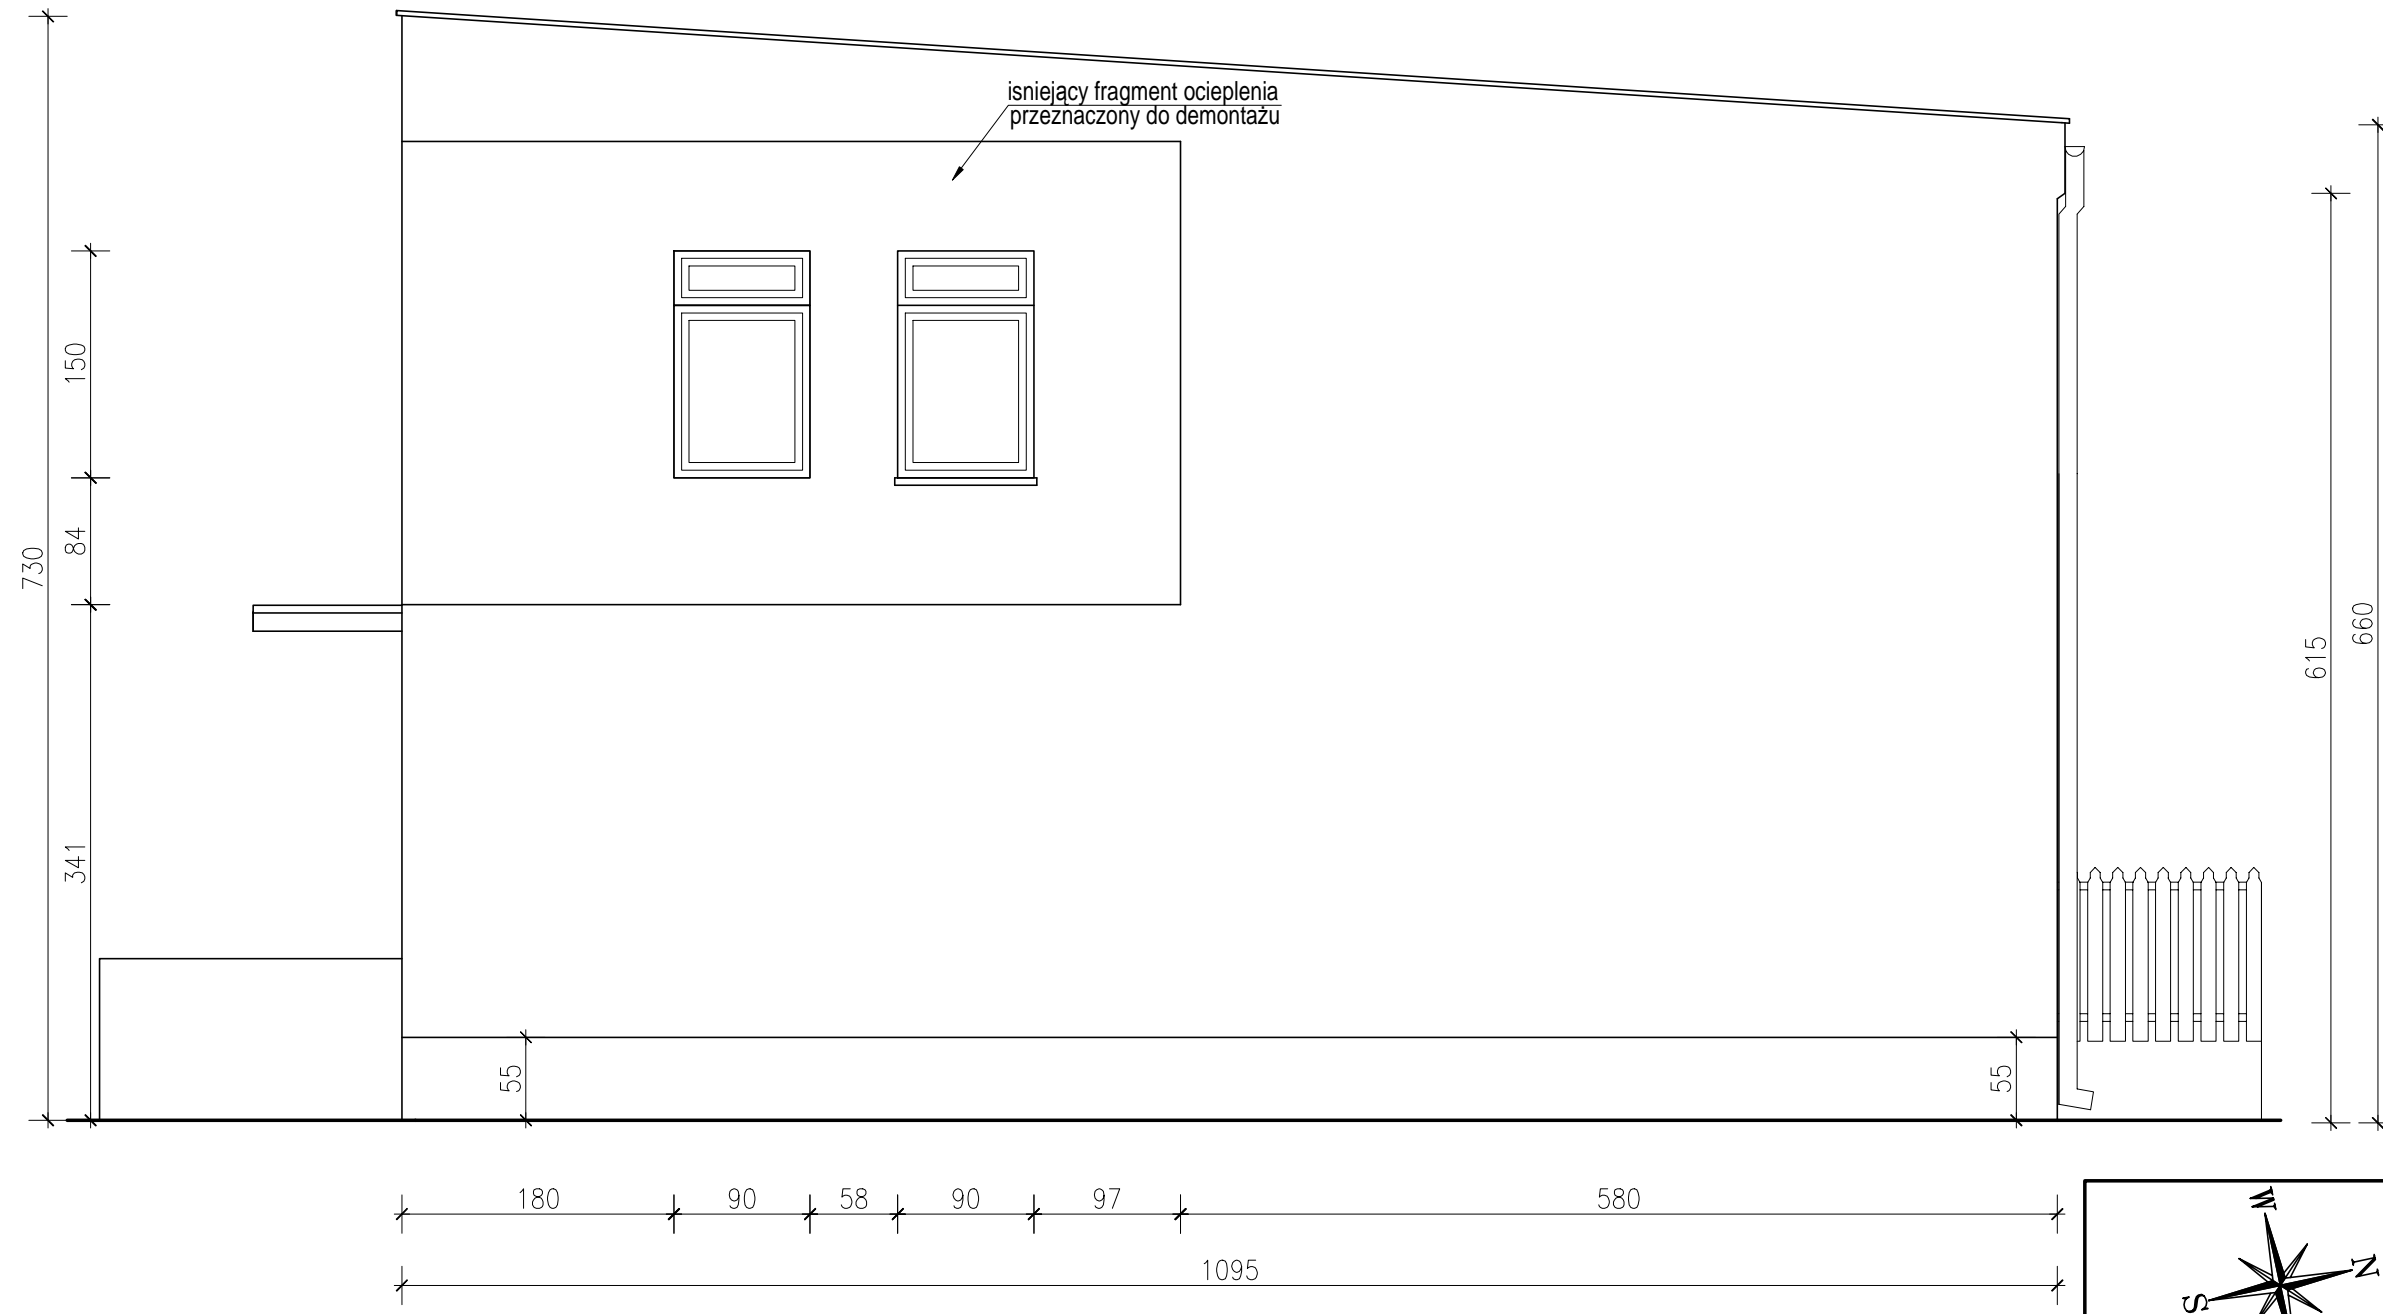 isniejący fragment ocieplenia
przeznaczony do demontażu
150
84
730
341
615
660
55
55
180 90 58 90 97 580
1095
W
N
S